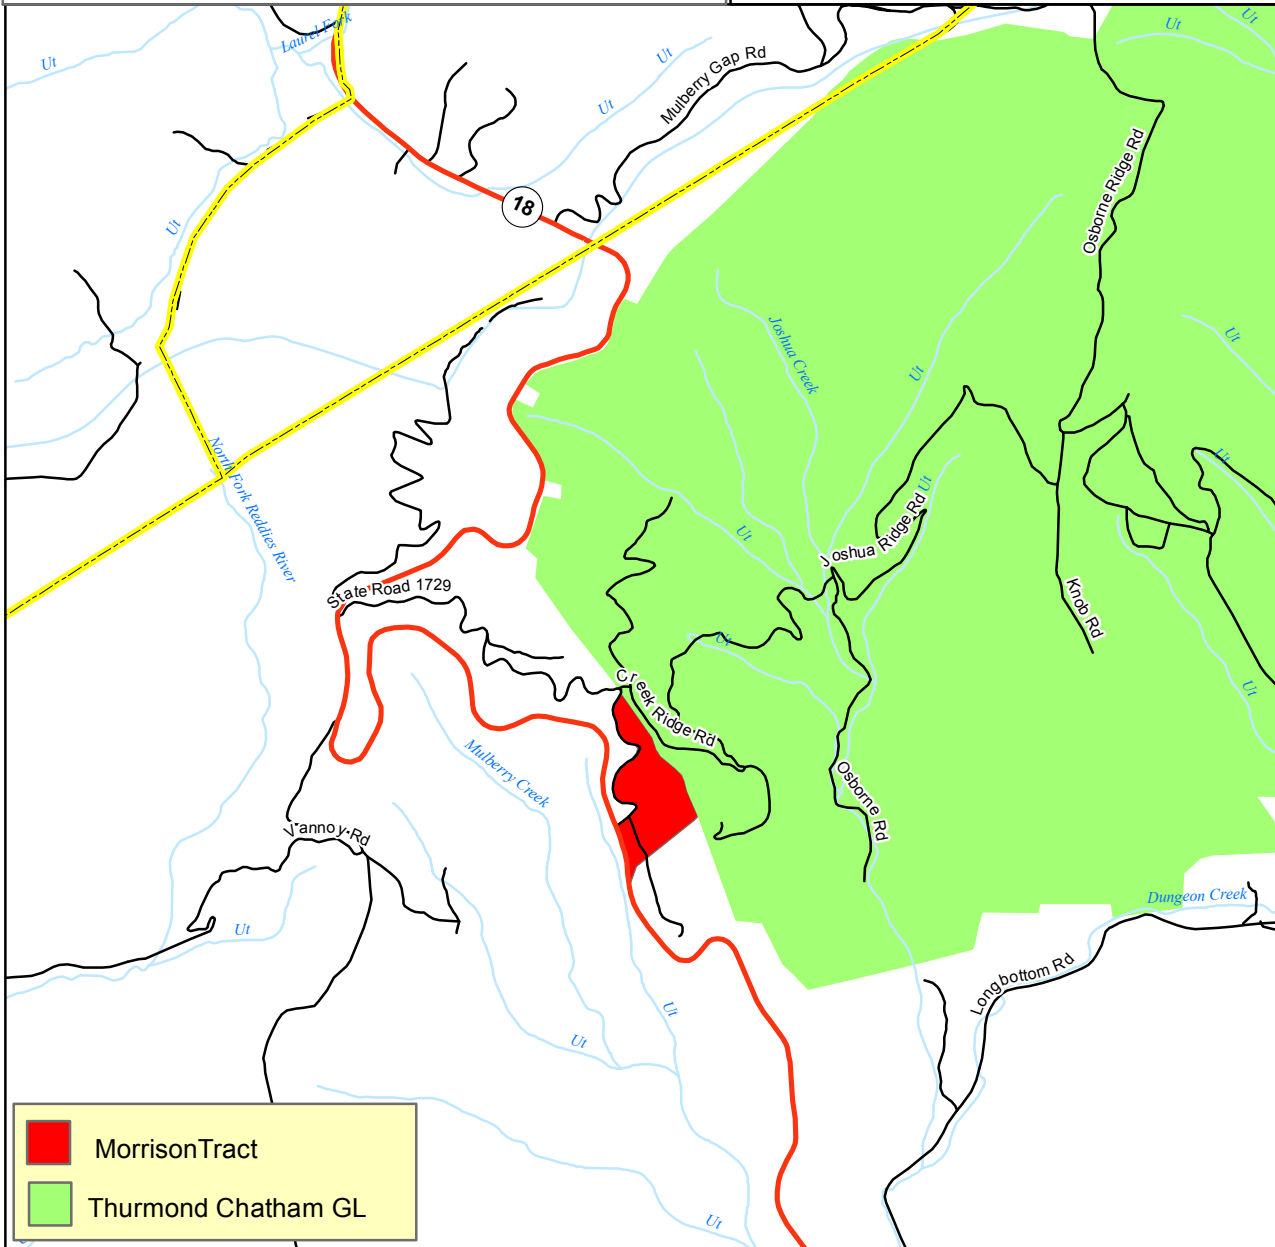 Laurel Fork
Ut
Ut
Ut
Ut
Ut
Mulberry Gap Rd
Osborne Ridge Rd
Ut
18
Joshua Creek
Ut
Ut
North Fork Reddies River
Ut
Ut
Ut
Joshua Ridge Rd
State Road 1729
Knob Rd
Ut
Ut
Creek Ridge Rd
Mulberry Creek
Osborne Rd
Vannoy Rd
Dungeon Creek
Ut
Longbottom Rd
Ut
Ut
MorrisonTract
Thurmond Chatham GL
Ut